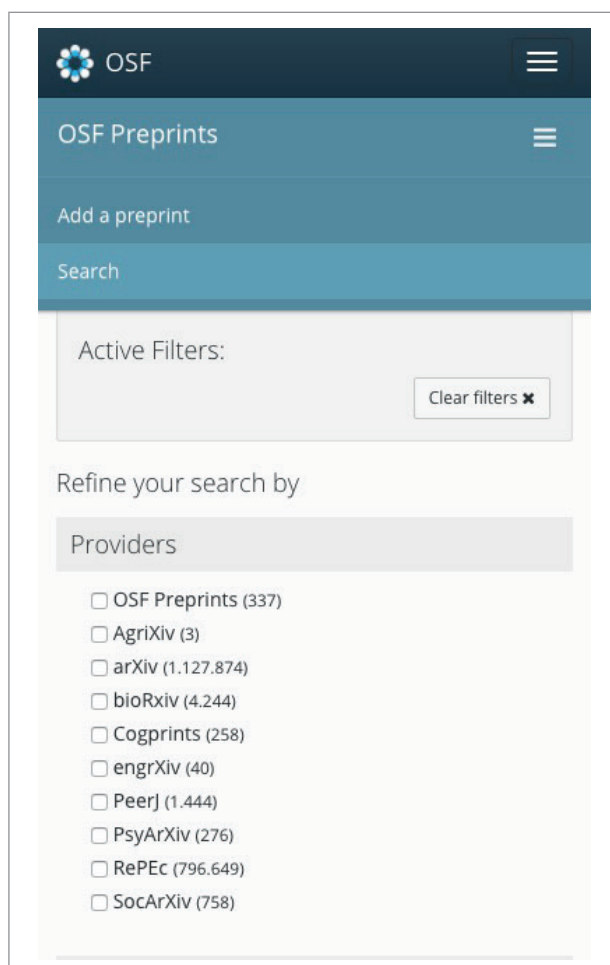 OSF
OSF Preprints
Add a preprint
Search
Active Filters:
Clear filters ✖
Refine your search by
Providers
OSF Preprints (337)
AgriXiv (3)
arXiv (1.127.874)
bioRxiv (4.244)
Cogprints (258)
engrXiv (40)
PeerJ (1.444)
PsyArXiv (276)
RePEc (796.649)
SocArXiv (758)